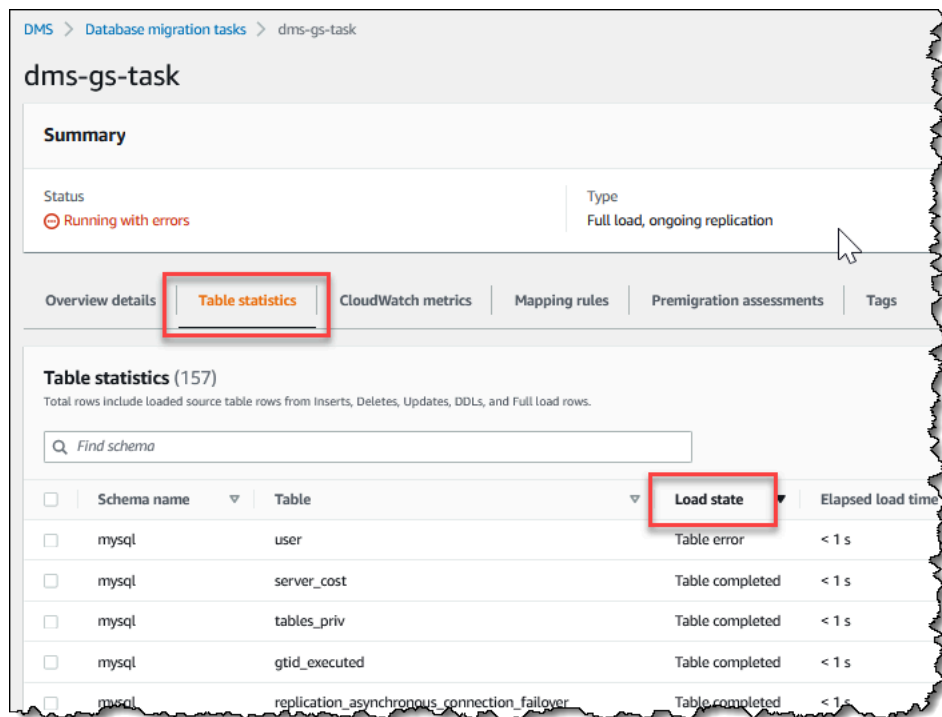 DMS > Database migration tasks > dms-gs-task
dms-gs-task
Summary
Status Type
Running with errors Full load, ongoing replication
Overview details Table statistics CloudWatch metrics Mapping rules Premigration assessments Tags
Table statistics (157)
Total rows include loaded source table rows from Inserts, Deletes, Updates, DDLs, and Full load rows.
Find schema
Schema name Table Load state Elapsed load time
mysql user Table error < 1 s
mysql server_cost Table completed < 1 s
mysql tables_priv Table completed < 1 s
mysql gtid_executed Table completed < 1 s
mysql replication_asynchronous_connection_failover Table completed < 1 s